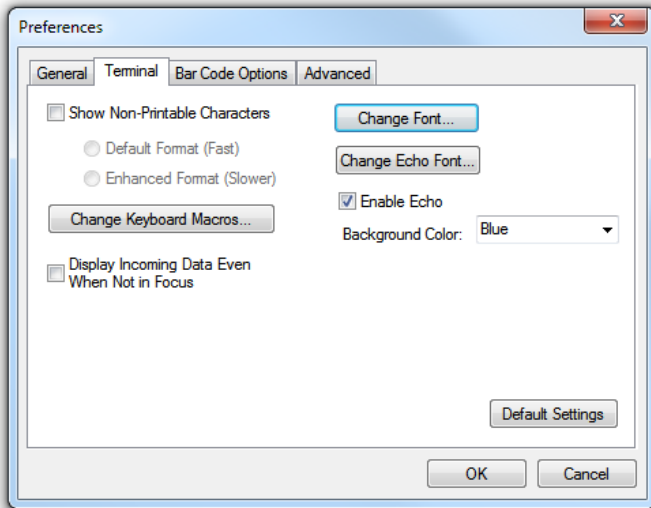 Preferences
General Terminal Bar Code Options Advanced
Show Non-Printable Characters
Default Format (Fast)
Enhanced Format (Slower)
Change Keyboard Macros...
Display Incoming Data Even
When Not in Focus
Change Font...
Change Echo Font...
Enable Echo
Background Color: Blue
Default Settings
OK Cancel